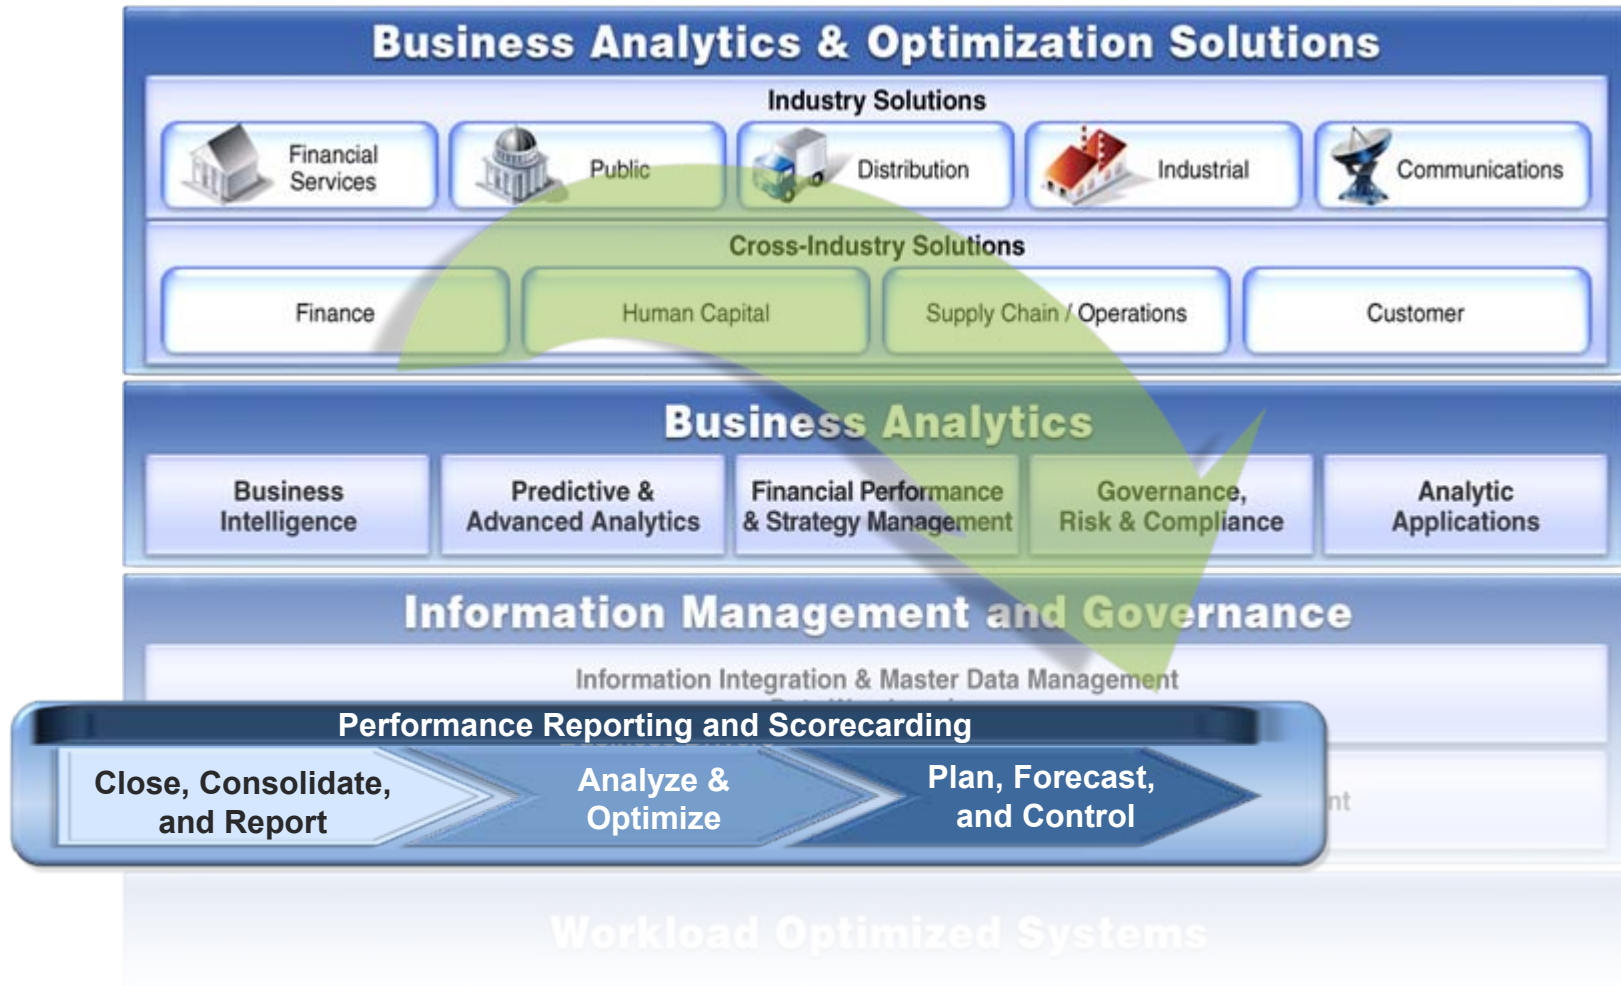 Business Analytics & Optimization Solutions
Industry Solutions
Financial
Services
Public
Distribution
Industrial
Communications
Cross-Industry Solutions
Finance
Human Capital
Supply Chain / Operations
Customer
Business Analytics
Business
Intelligence
Predictive &
Advanced Analytics
Financial Performance
& Strategy Management
Governance,
Risk & Compliance
Analytic
Applications
Information Management and Governance
Information Integration & Master Data Management
Performance Reporting and Scorecarding
Close, Consolidate,
and Report
Analyze &
Optimize
Plan, Forecast,
and Control
Workload Optimized Systems